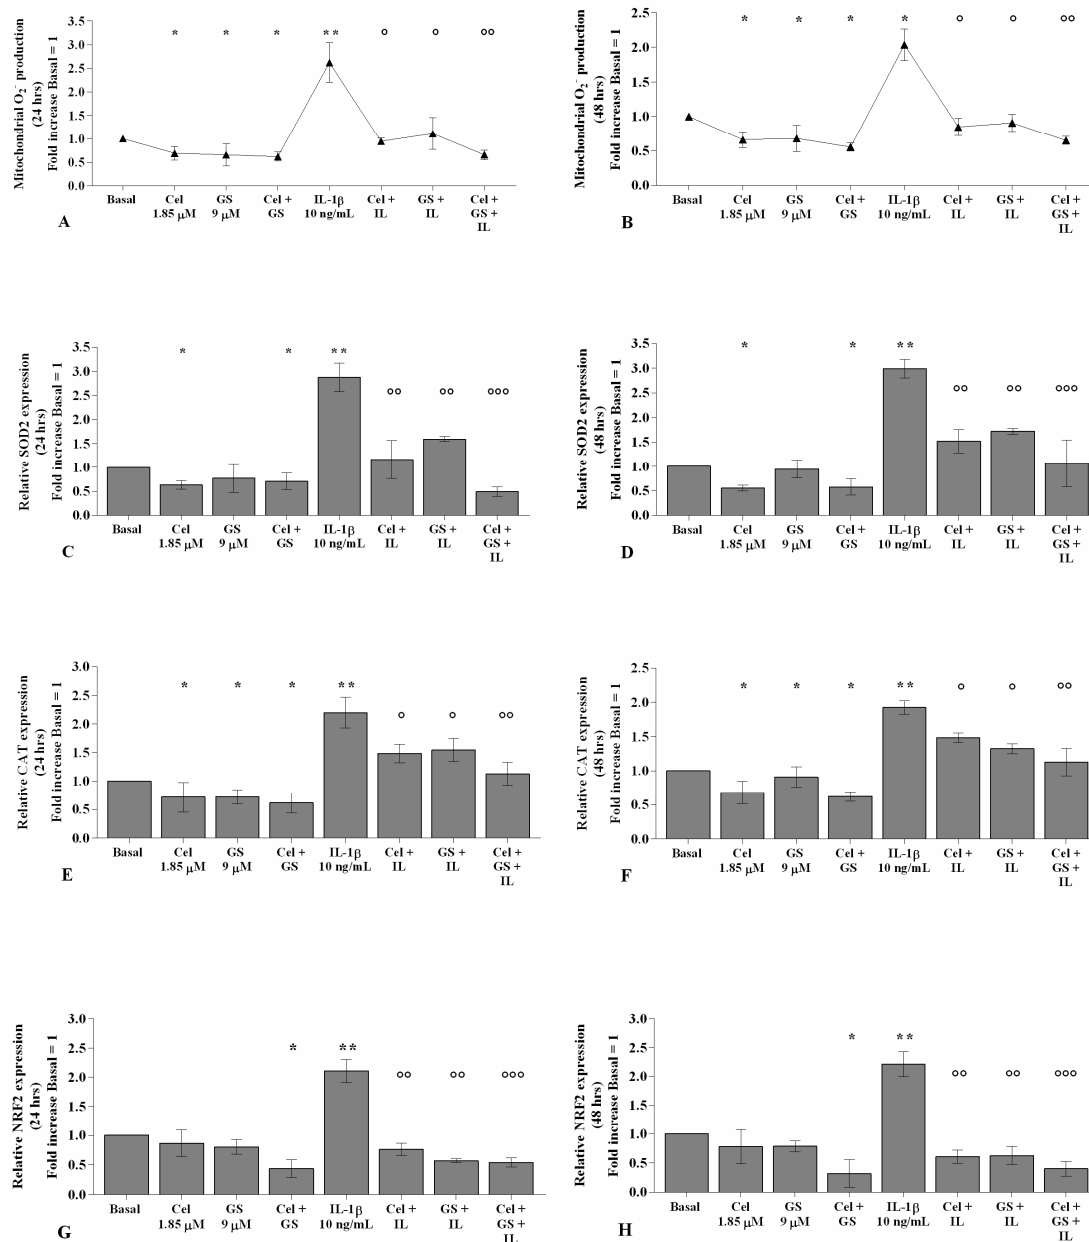 Mitochondrial O2- production
(24 hrs)
Fold increase Basal = 1
3.5
3.0
2.5
2.0
1.5
1.0
0.5
0.0
* * * ** ° ° °°
Basal Cel GS Cel + IL-1β Cel + GS + Cel +
1.85 μM 9 μM GS 10 ng/mL IL IL GS +
IL
A
Mitochondrial O2- production
(48 hrs)
Fold increase Basal = 1
2.5
2.0
1.5
1.0
0.5
0.0
* * * * ° ° °°
Basal Cel GS Cel + IL-1β Cel + GS + Cel +
1.85 μM 9 μM GS 10 ng/mL IL IL GS +
IL
B
Relative SOD2 expression
(24 hrs)
Fold increase Basal = 1
3.5
3.0
2.5
2.0
1.5
1.0
0.5
0.0
* * ** °° °° °°°
Basal Cel GS Cel + IL-1β Cel + GS + Cel +
1.85 μM 9 μM GS 10 ng/mL IL IL GS +
IL
C
Relative SOD2 expression
(48 hrs)
Fold increase Basal = 1
3.5
3.0
2.5
2.0
1.5
1.0
0.5
0.0
* * ** °° °° °°°
Basal Cel GS Cel + IL-1β Cel + GS + Cel +
1.85 μM 9 μM GS 10 ng/mL IL IL GS +
IL
D
Relative CAT expression
(24 hrs)
Fold increase Basal = 1
3.0
2.5
2.0
1.5
1.0
0.5
0.0
* * * ** ° ° °°
Basal Cel GS Cel + IL-1β Cel + GS + Cel +
1.85 μM 9 μM GS 10 ng/mL IL IL GS +
IL
E
Relative CAT expression
(48 hrs)
Fold increase Basal = 1
2.5
2.0
1.5
1.0
0.5
0.0
* * * ** ° ° °°
Basal Cel GS Cel + IL-1β Cel + GS + Cel +
1.85 μM 9 μM GS 10 ng/mL IL IL GS +
IL
F
Relative NRF2 expression
(24 hrs)
Fold increase Basal = 1
3.0
2.5
2.0
1.5
1.0
0.5
0.0
* ** °° °° °°°
Basal Cel GS Cel + IL-1β Cel + GS + Cel +
1.85 μM 9 μM GS 10 ng/mL IL IL GS +
IL
G
Relative NRF2 expression
(48 hrs)
Fold increase Basal = 1
3.0
2.5
2.0
1.5
1.0
0.5
0.0
* ** °° °° °°°
Basal Cel GS Cel + IL-1β Cel + GS + Cel +
1.85 μM 9 μM GS 10 ng/mL IL IL GS +
IL
H